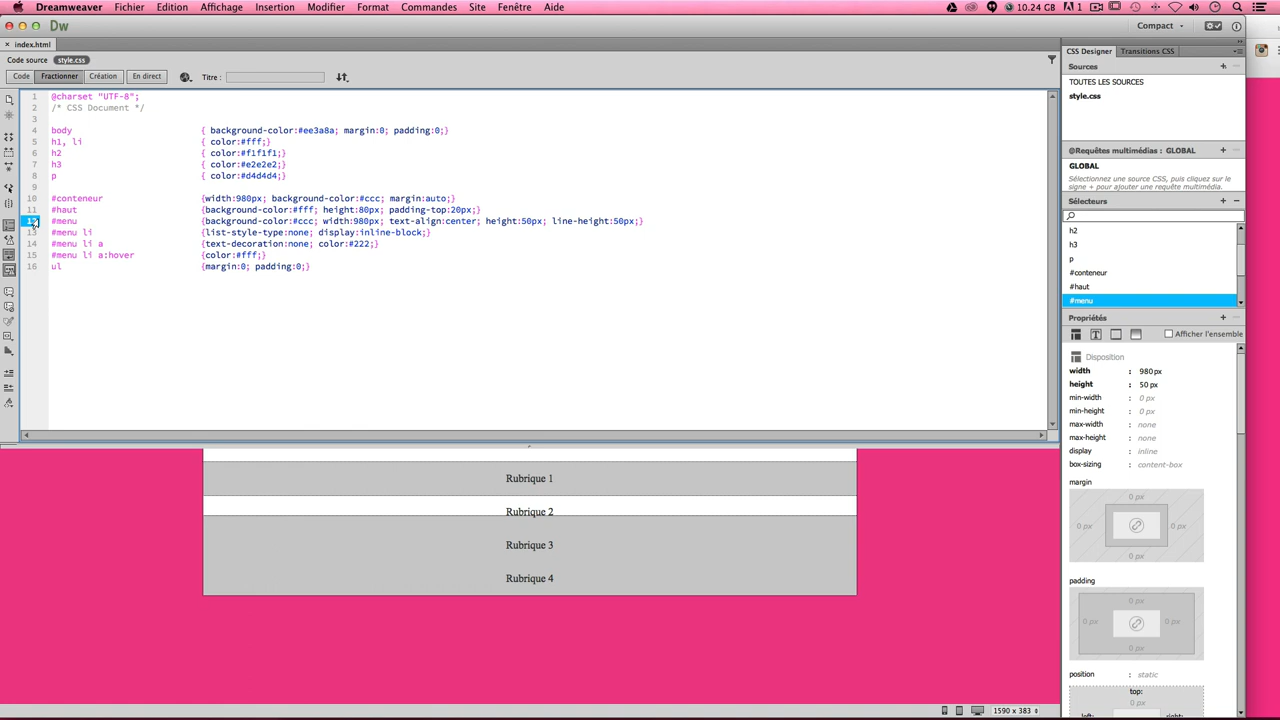 Dreamweaver Fichier Edition Affichage Insertion Modifier Format Commandes Site Fenêtre Aide 10.24 GB 1
Dw Compact
index.html
Code source style.css
Code Fractionner Création En direct Titre :
1 @charset "UTF-8";
2 /* CSS Document */
3
4 body { background-color:#ee3a8a; margin:0; padding:0;}
5 h1, li { color:#fff;}
6 h2 { color:#f1f1f1;}
7 h3 { color:#e2e2e2;}
8 p { color:#d4d4d4;}
9
10 #conteneur {width:980px; background-color:#ccc; margin:auto;}
11 #haut {background-color:#fff; height:80px; padding-top:20px;}
12 #menu {background-color:#ccc; width:980px; text-align:center; height:50px; line-height:50px;}
13 #menu li {list-style-type:none; display:inline-block;}
14 #menu li a {text-decoration:none; color:#222;}
15 #menu li a:hover {color:#fff;}
16 ul {margin:0; padding:0;}
Rubrique 1
Rubrique 2
Rubrique 3
Rubrique 4
1590 x 383
CSS Designer Transitions CSS
Sources
TOUTES LES SOURCES
style.css
@Requêtes multimédias : GLOBAL
GLOBAL
Sélectionnez une source CSS, puis cliquez sur le
signe + pour ajouter une requête multimédia.
Sélecteurs
h2
h3
p
#conteneur
#haut
#menu
Propriétés
Afficher l'ensemble
Disposition
width : 980 px
height : 50 px
min-width : 0 px
min-height : 0 px
max-width : none
max-height : none
display : inline
box-sizing : content-box
margin
0 px
0 px 0 px
0 px
padding
0 px
0 px 0 px
0 px
position : static
top:
0 px
left: right: